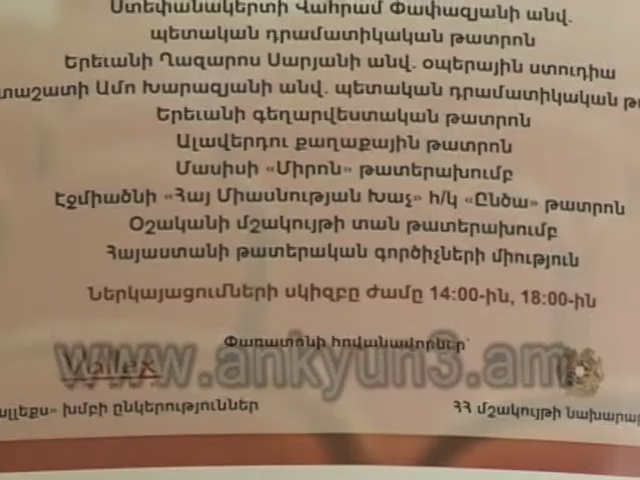 Ստեփանակերտի Վահրամ Փափազյանի անվ.
պետական դրամատիկական թատրոն
Երեւանի Ղազարոս Սարյանի անվ. օպերային ստուդիա
տաշատի Ամո Խարազյանի անվ. պետական դրամատիկական թ
Երեւանի գեղարվեստական թատրոն
Ալավերդու քաղաքային թատրոն
Մասիսի «Միրոն» թատերախումբ
Էջմիածնի «Հայ Միասնության Խաչ» հ/կ «Ընծա» թատրոն
Օշականի մշակույթի տան թատերախումբ
Հայաստանի թատերական գործիչների միություն
Ներկայացումների սկիզբը ժամը 14:00-ին, 18:00-ին
Փառատոնի հովանավորներ՝
Vallex
www.ankyun3.am
ալլեքս» խմբի ընկերություններ
ՀՀ մշակույթի նախարար